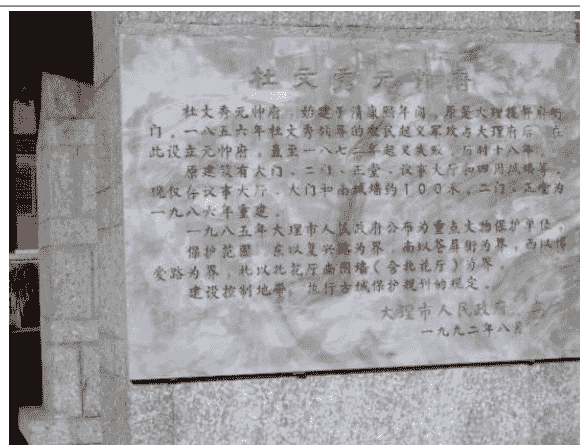 杜文秀元帅府
杜文秀元帅府,始建于清康熙年间,原是大理提督府衙
门。一八五六年杜文秀领导的农民起义军攻占大理府后,在
此设立元帅府,直至一八七二年起义失败,历时十八年。
原建筑有大门、二门、正堂、议事大厅和四周城墙等。
现仅存议事大厅、大门和南城墙约100米,二门、正堂为
一九八六年重建。
一九八五年大理市人民政府公布为重点文物保护单位。
保护范围:东以复兴路为界,南以苍屏街为界,西以博
爱路为界,北以北花厅南围墙(含北花厅)为界。
建设控制地带:执行古城保护规划的规定。
大理市人民政府 立
一九九二年八月